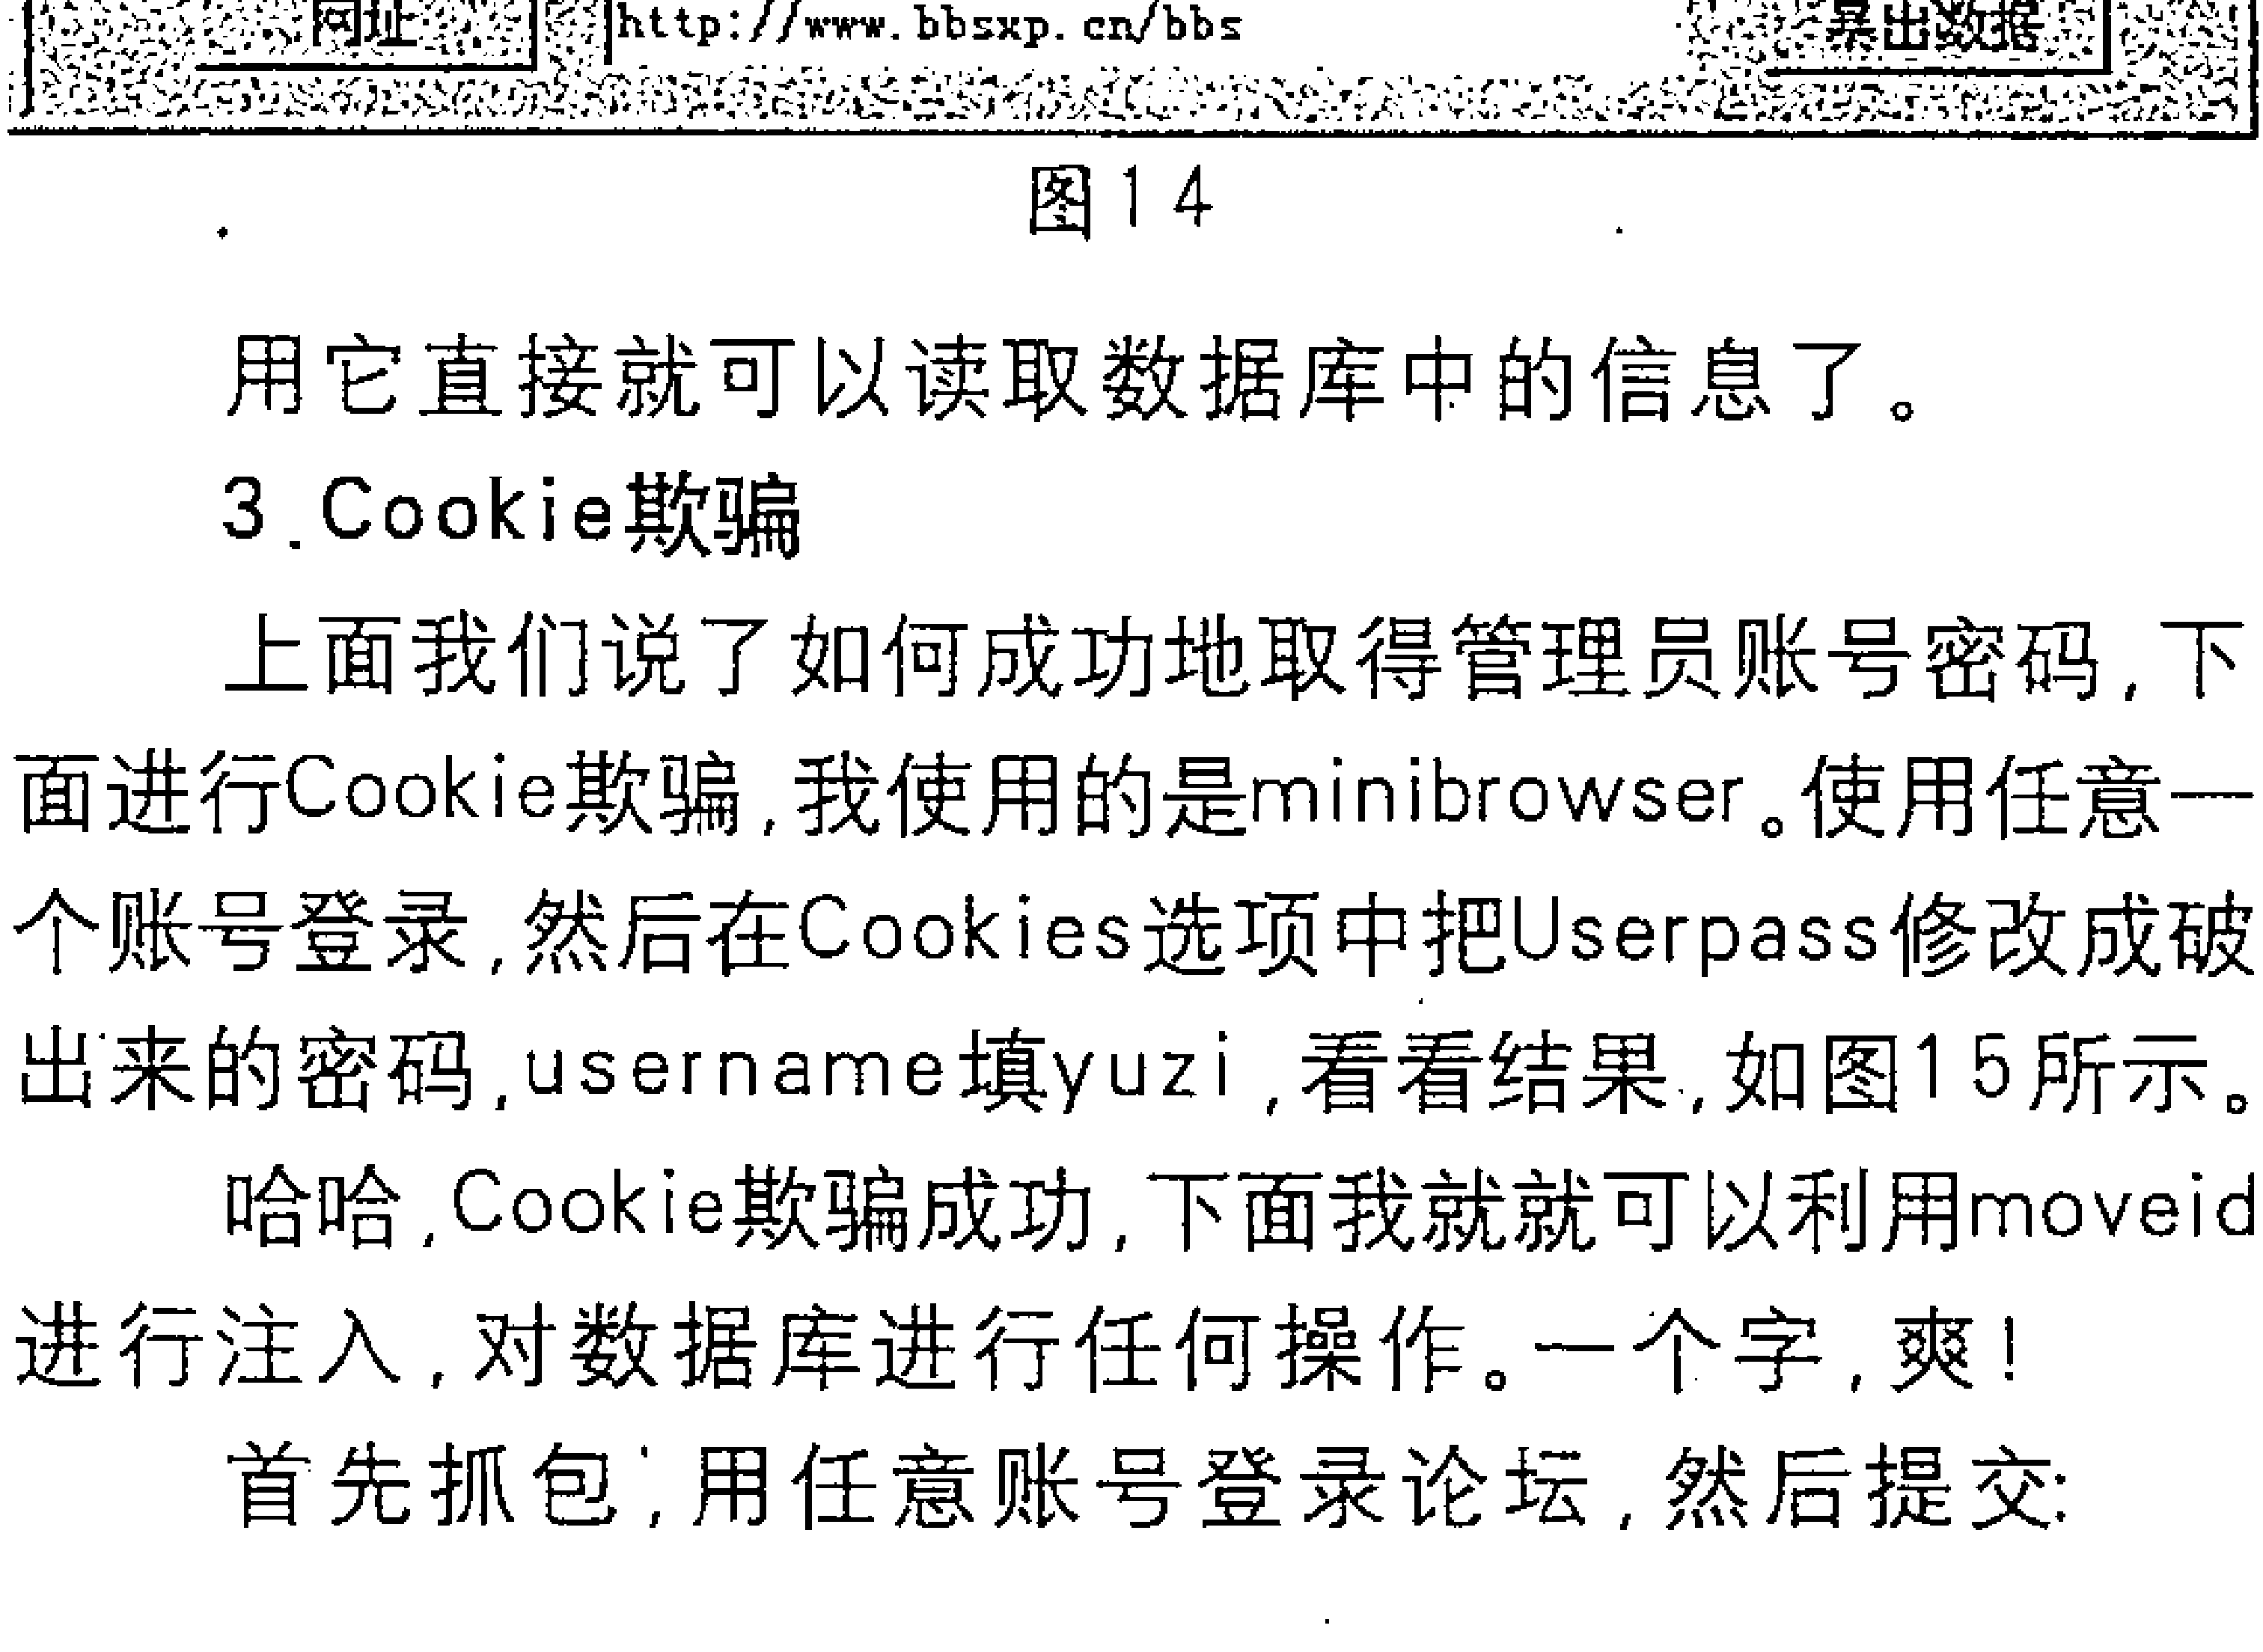 网址 http://www.bbsxp.cn/bbs 暴出数据
图14
用它直接就可以读取数据库中的信息了。
3.Cookie欺骗
上面我们说了如何成功地取得管理员账号密码,下
面进行Cookie欺骗,我使用的是minibrowser。使用任意一
个账号登录,然后在Cookies选项中把Userpass修改成破
出来的密码,username填yuzi,看看结果,如图15所示。
哈哈,Cookie欺骗成功,下面我就就可以利用moveid
进行注入,对数据库进行任何操作。一个字,爽!
首先抓包,用任意账号登录论坛,然后提交: